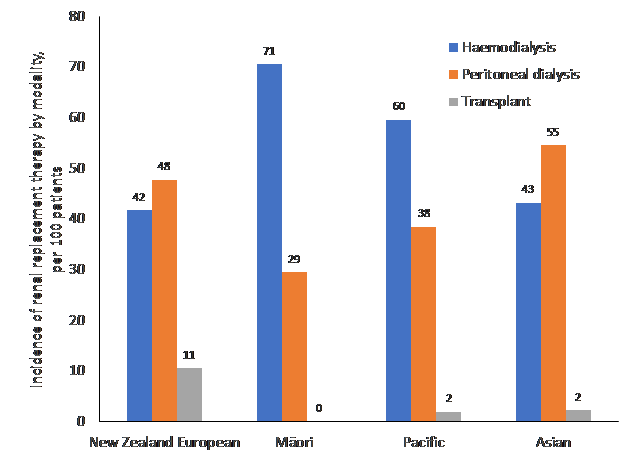 Incidence of renal replacement therapy by modality,
per 100 patients
80
70
60
50
40
30
20
10
0
Haemodialysis
Peritoneal dialysis
Transplant
42
48
11
71
29
0
60
38
2
43
55
2
New Zealand European
Māori
Pacific
Asian